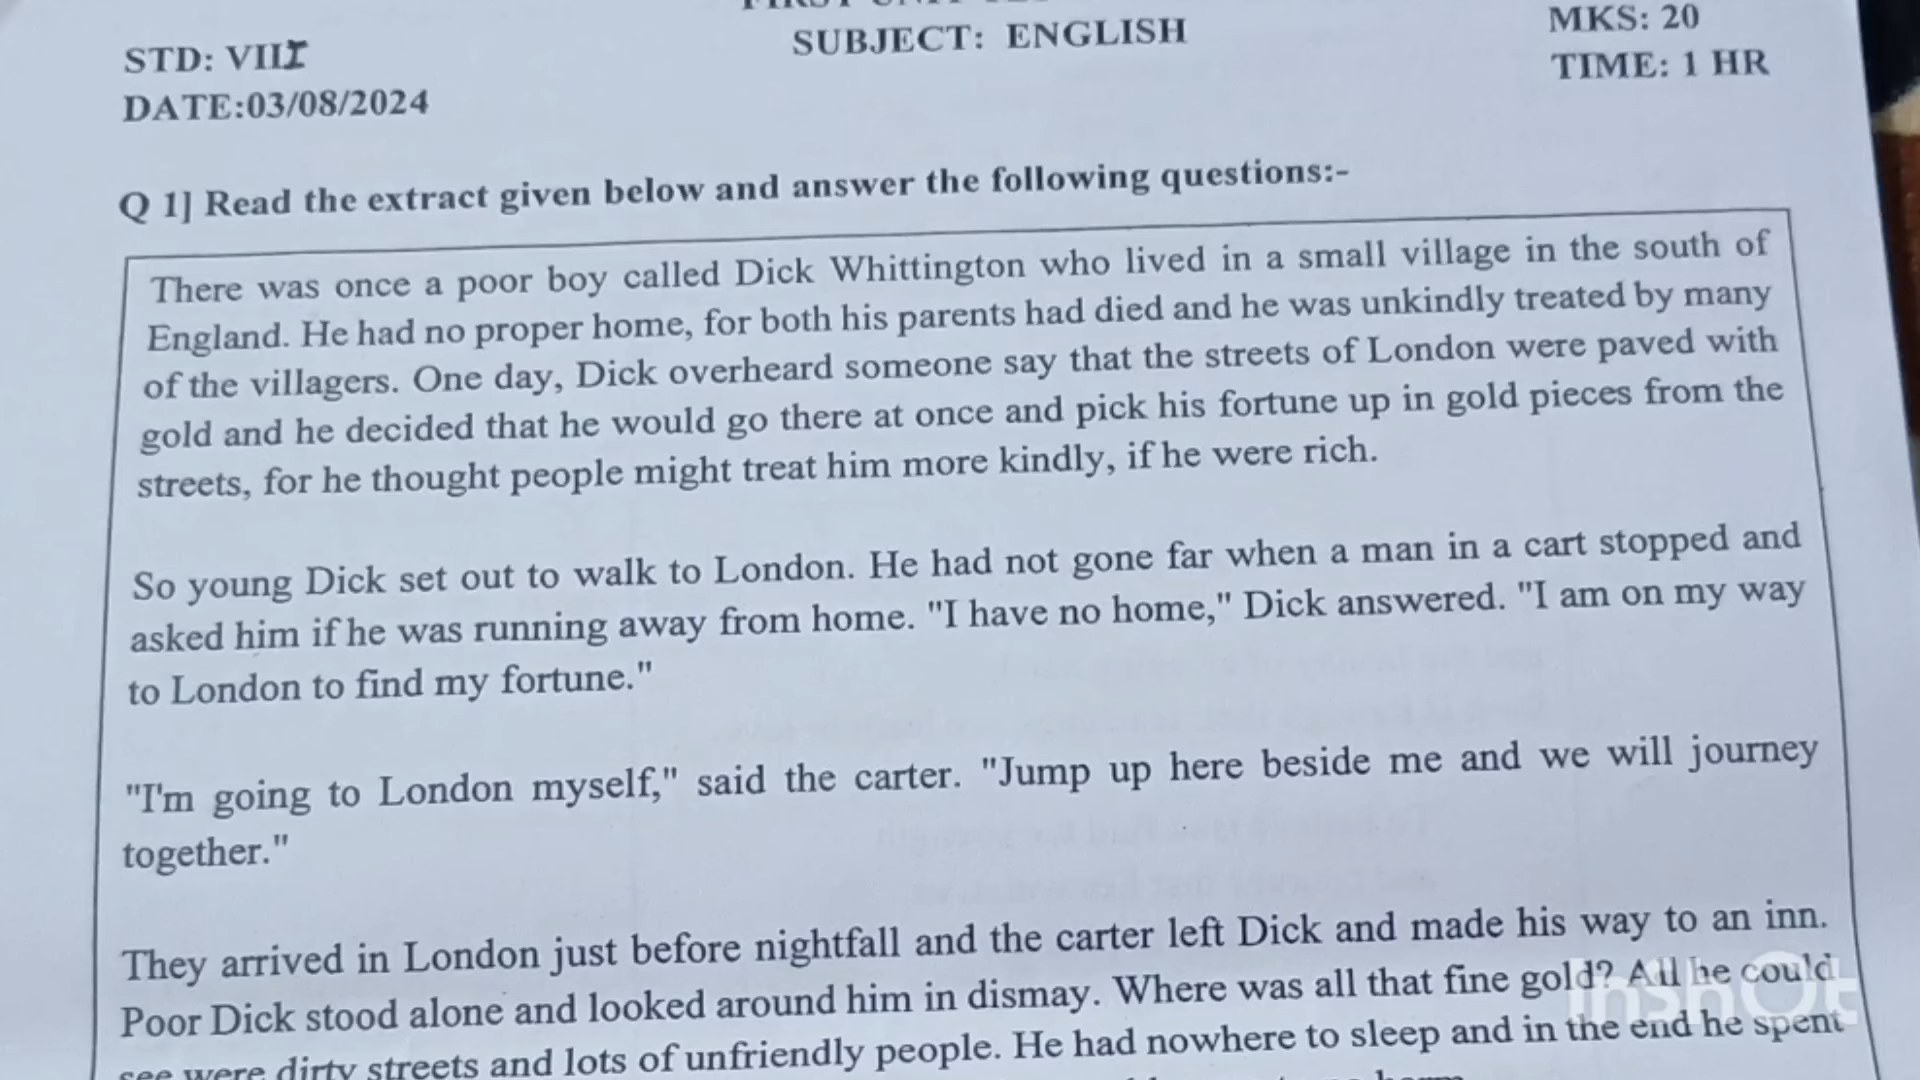 SUBJECT: ENGLISH
MKS: 20
STD: VIII
TIME: 1 HR
DATE:03/08/2024
Q 1] Read the extract given below and answer the following questions:-
There was once a poor boy called Dick Whittington who lived in a small village in the south of
England. He had no proper home, for both his parents had died and he was unkindly treated by many
of the villagers. One day, Dick overheard someone say that the streets of London were paved with
gold and he decided that he would go there at once and pick his fortune up in gold pieces from the
streets, for he thought people might treat him more kindly, if he were rich.
So young Dick set out to walk to London. He had not gone far when a man in a cart stopped and
asked him if he was running away from home. "I have no home," Dick answered. "I am on my way
to London to find my fortune."
"I'm going to London myself," said the carter. "Jump up here beside me and we will journey
together."
They arrived in London just before nightfall and the carter left Dick and made his way to an inn.
Poor Dick stood alone and looked around him in dismay. Where was all that fine gold? All he could
see were dirty streets and lots of unfriendly people. He had nowhere to sleep and in the end he spent
InShOt